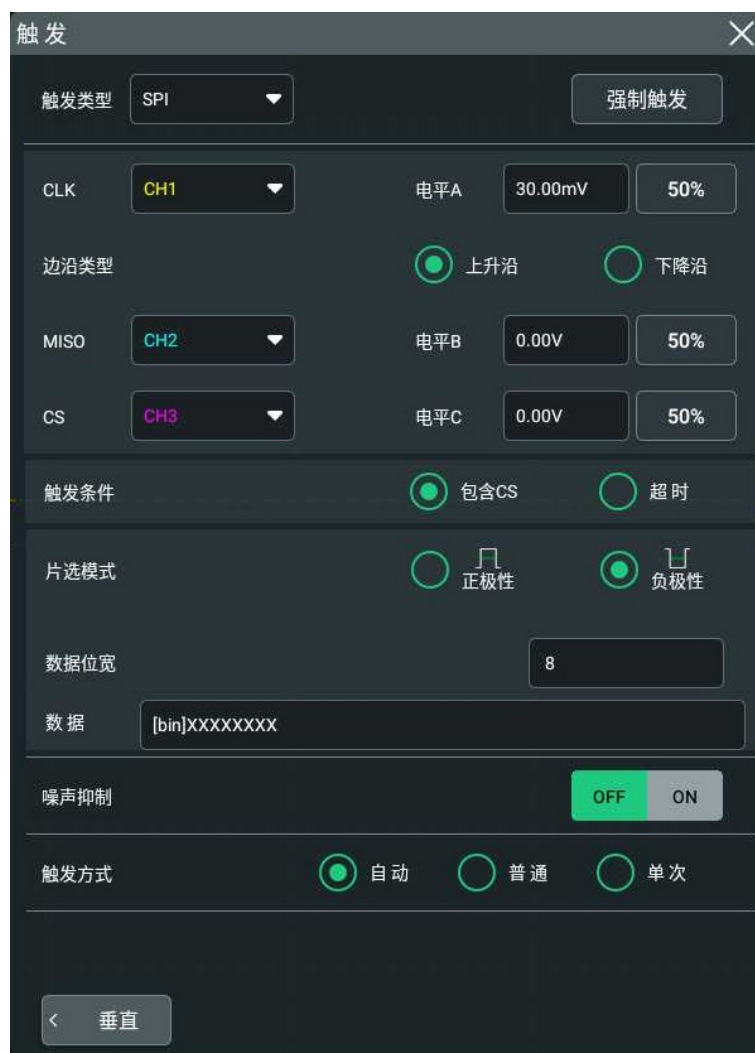 触发
触发类型 SPI 强制触发
CLK CH1 电平A 30.00mV 50%
边沿类型 上升沿 下降沿
MISO CH2 电平B 0.00V 50%
CS CH3 电平C 0.00V 50%
触发条件 包含CS 超时
片选模式 正极性 负极性
数据位宽 8
数据 [bin]XXXXXXXX
噪声抑制 OFF ON
触发方式 自动 普通 单次
垂直